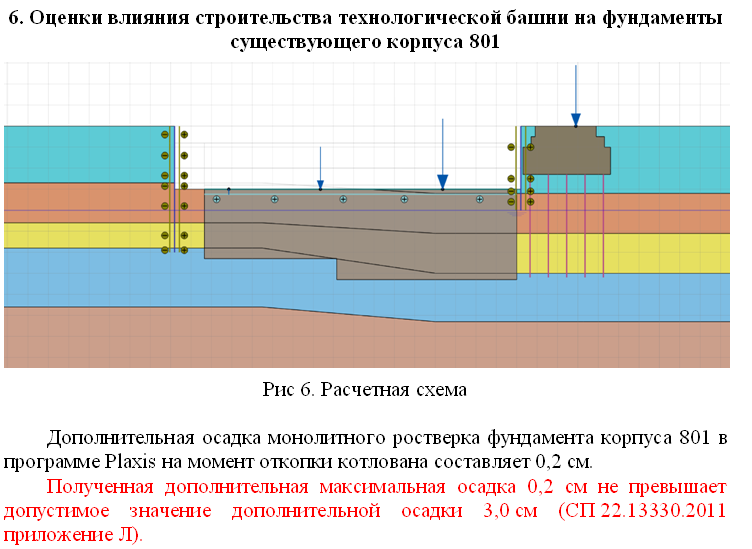 6. Оценки влияния строительства технологической башни на фундаменты
существующего корпуса 801
Рис 6. Расчетная схема
Дополнительная осадка монолитного ростверка фундамента корпуса 801 в
программе Plaxis на момент откопки котлована составляет 0,2 см.
Полученная дополнительная максимальная осадка 0,2 см не превышает
допустимое значение дополнительной осадки 3,0 см (СП 22.13330.2011
приложение Л).